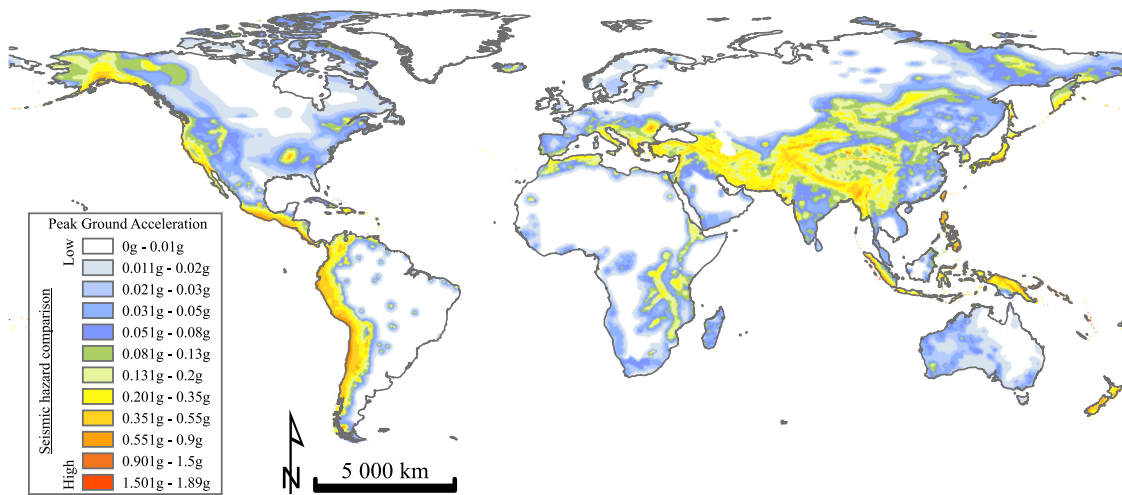 Peak Ground Acceleration
Seismic hazard comparison
Low
High
0g - 0.01g
0.011g - 0.02g
0.021g - 0.03g
0.031g - 0.05g
0.051g - 0.08g
0.081g - 0.13g
0.131g - 0.2g
0.201g - 0.35g
0.351g - 0.55g
0.551g - 0.9g
0.901g - 1.5g
1.501g - 1.89g
N
5 000 km